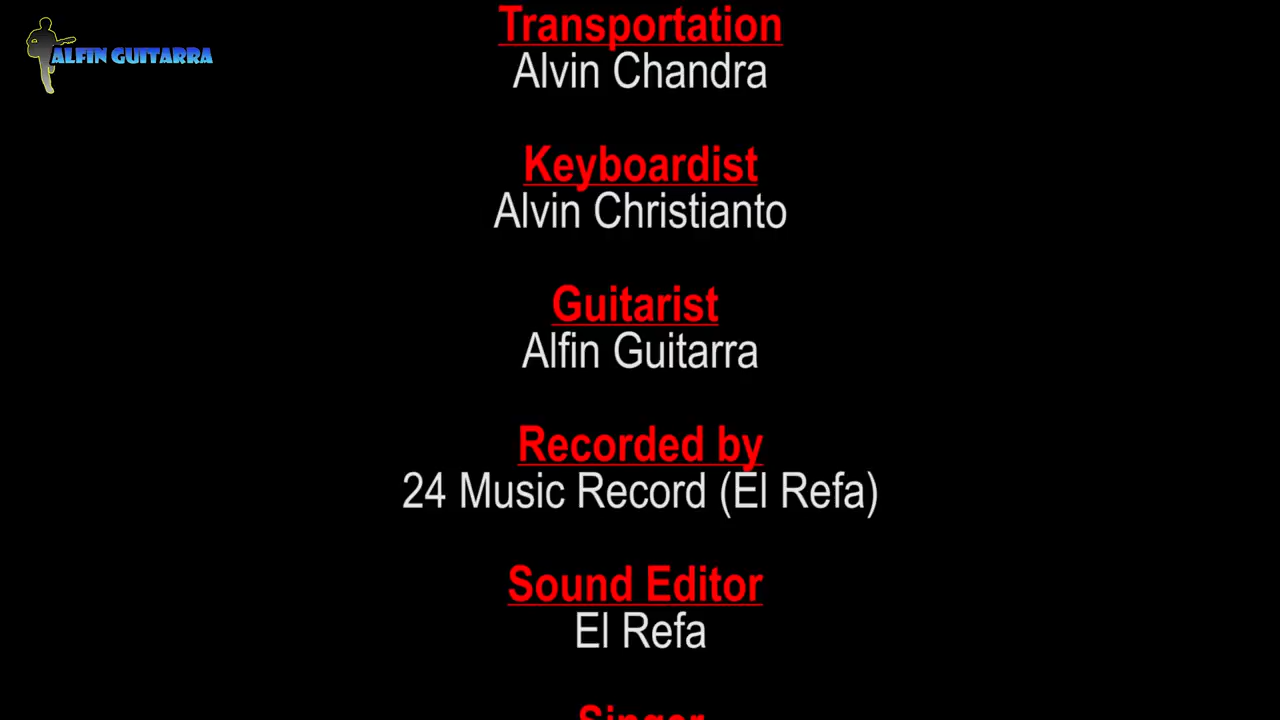 ALFIN GUITARRA
Transportation
Alvin Chandra
Keyboardist
Alvin Christianto
Guitarist
Alfin Guitarra
Recorded by
24 Music Record (El Refa)
Sound Editor
El Refa
Singer